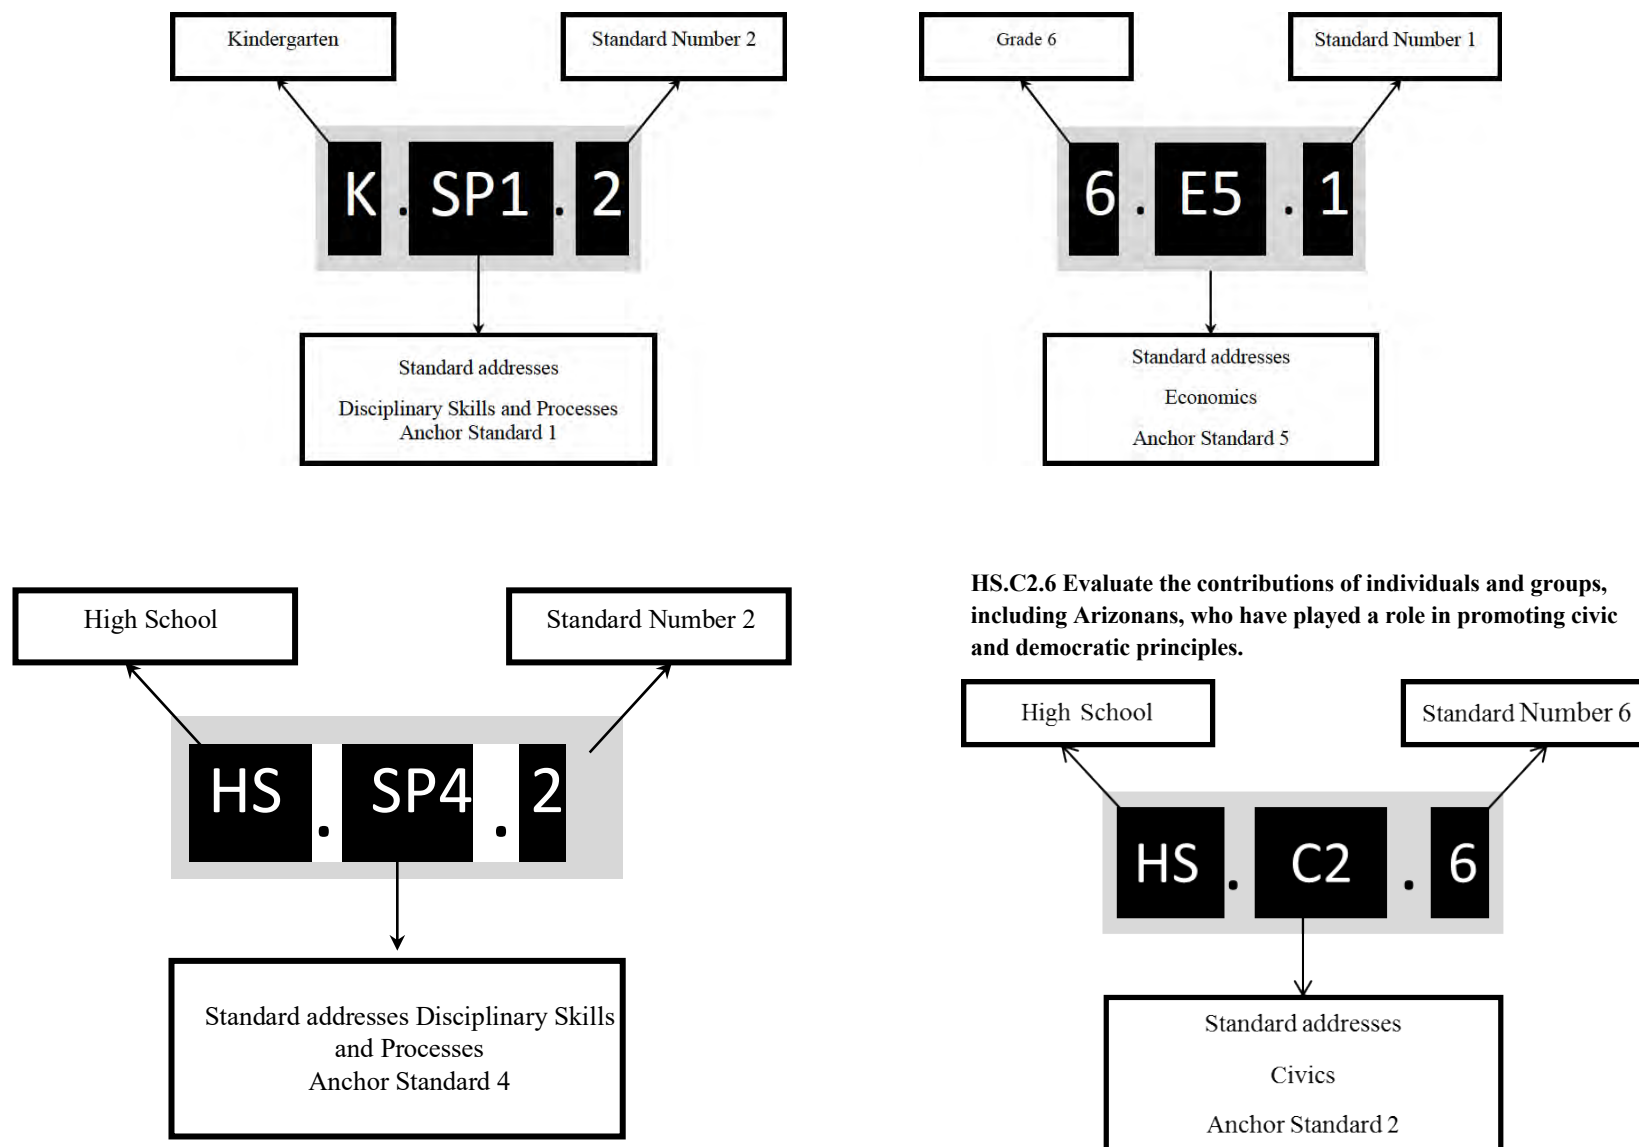 Kindergarten
Standard Number 2
K . SP1 . 2
Standard addresses
Disciplinary Skills and Processes
Anchor Standard 1
Grade 6
Standard Number 1
6 . E5 . 1
Standard addresses
Economics
Anchor Standard 5
High School
Standard Number 2
HS . SP4 . 2
Standard addresses Disciplinary Skills
and Processes
Anchor Standard 4
HS.C2.6 Evaluate the contributions of individuals and groups,
including Arizonans, who have played a role in promoting civic
and democratic principles.
High School
Standard Number 6
HS . C2 . 6
Standard addresses
Civics
Anchor Standard 2